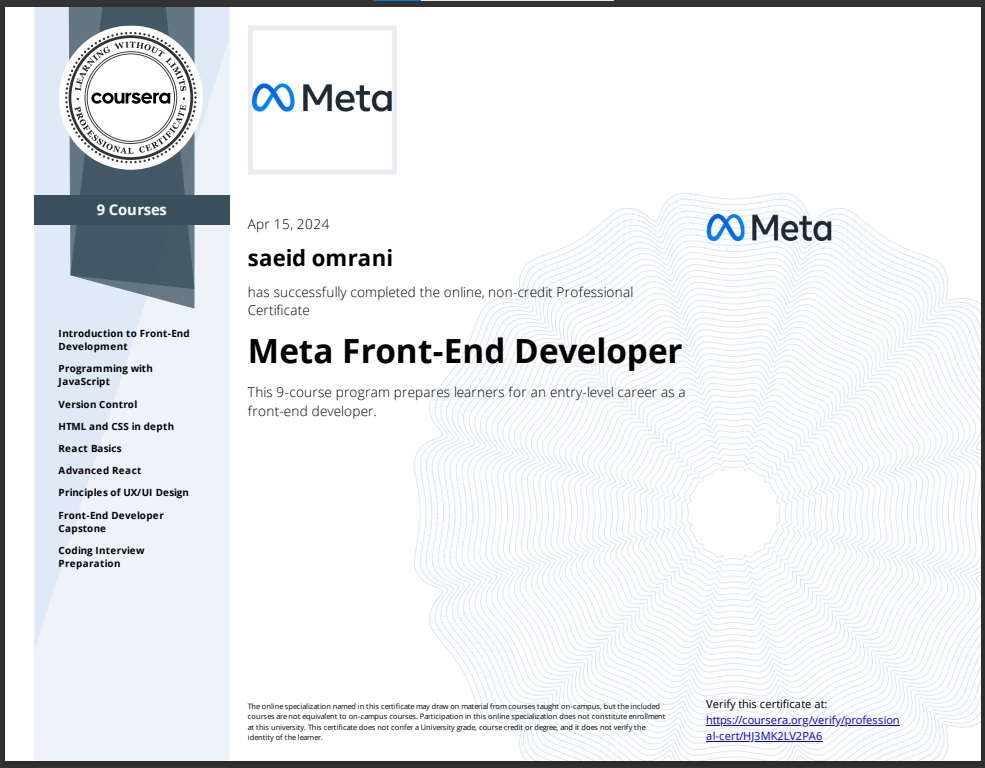 LEARNING WITHOUT LIMITS
coursera
PROFESSIONAL CERTIFICATE
9 Courses
Introduction to Front-End
Development
Programming with
JavaScript
Version Control
HTML and CSS in depth
React Basics
Advanced React
Principles of UX/UI Design
Front-End Developer
Capstone
Coding Interview
Preparation
Meta
Apr 15, 2024
saeid omrani
has successfully completed the online, non-credit Professional
Certificate
Meta Front-End Developer
This 9-course program prepares learners for an entry-level career as a
front-end developer.
Meta
The online specialization named in this certificate may draw on material from courses taught on-campus, but the included
courses are not equivalent to on-campus courses. Participation in this online specialization does not constitute enrollment
at this university. This certificate does not confer a University grade, course credit or degree, and it does not verify the
identity of the learner.
Verify this certificate at:
https://coursera.org/verify/profession
al-cert/HJ3MK2LV2PA6